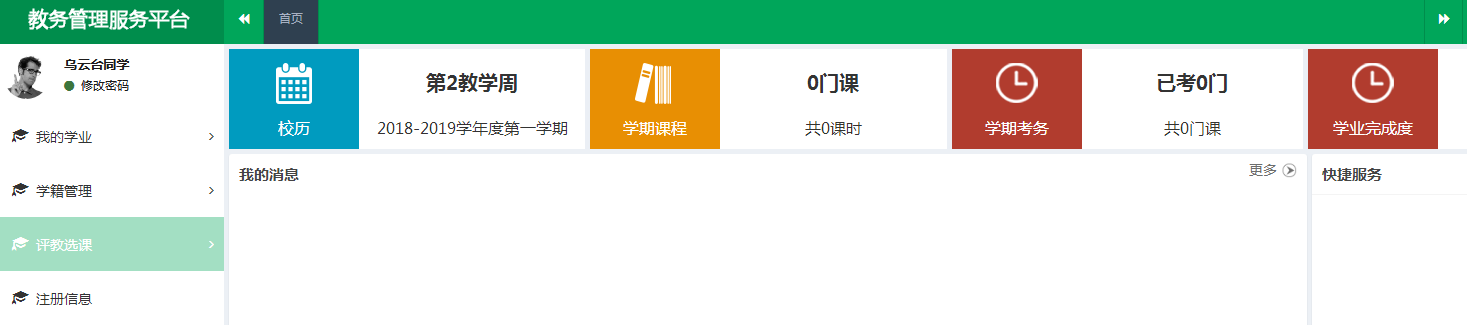 教务管理服务平台
首页
乌云台同学
修改密码
我的学业
学籍管理
评教选课
注册信息
校历
第2教学周
2018-2019学年度第一学期
学期课程
0门课
共0课时
学期考务
已考0门
共0门课
学业完成度
我的消息
更多
快捷服务